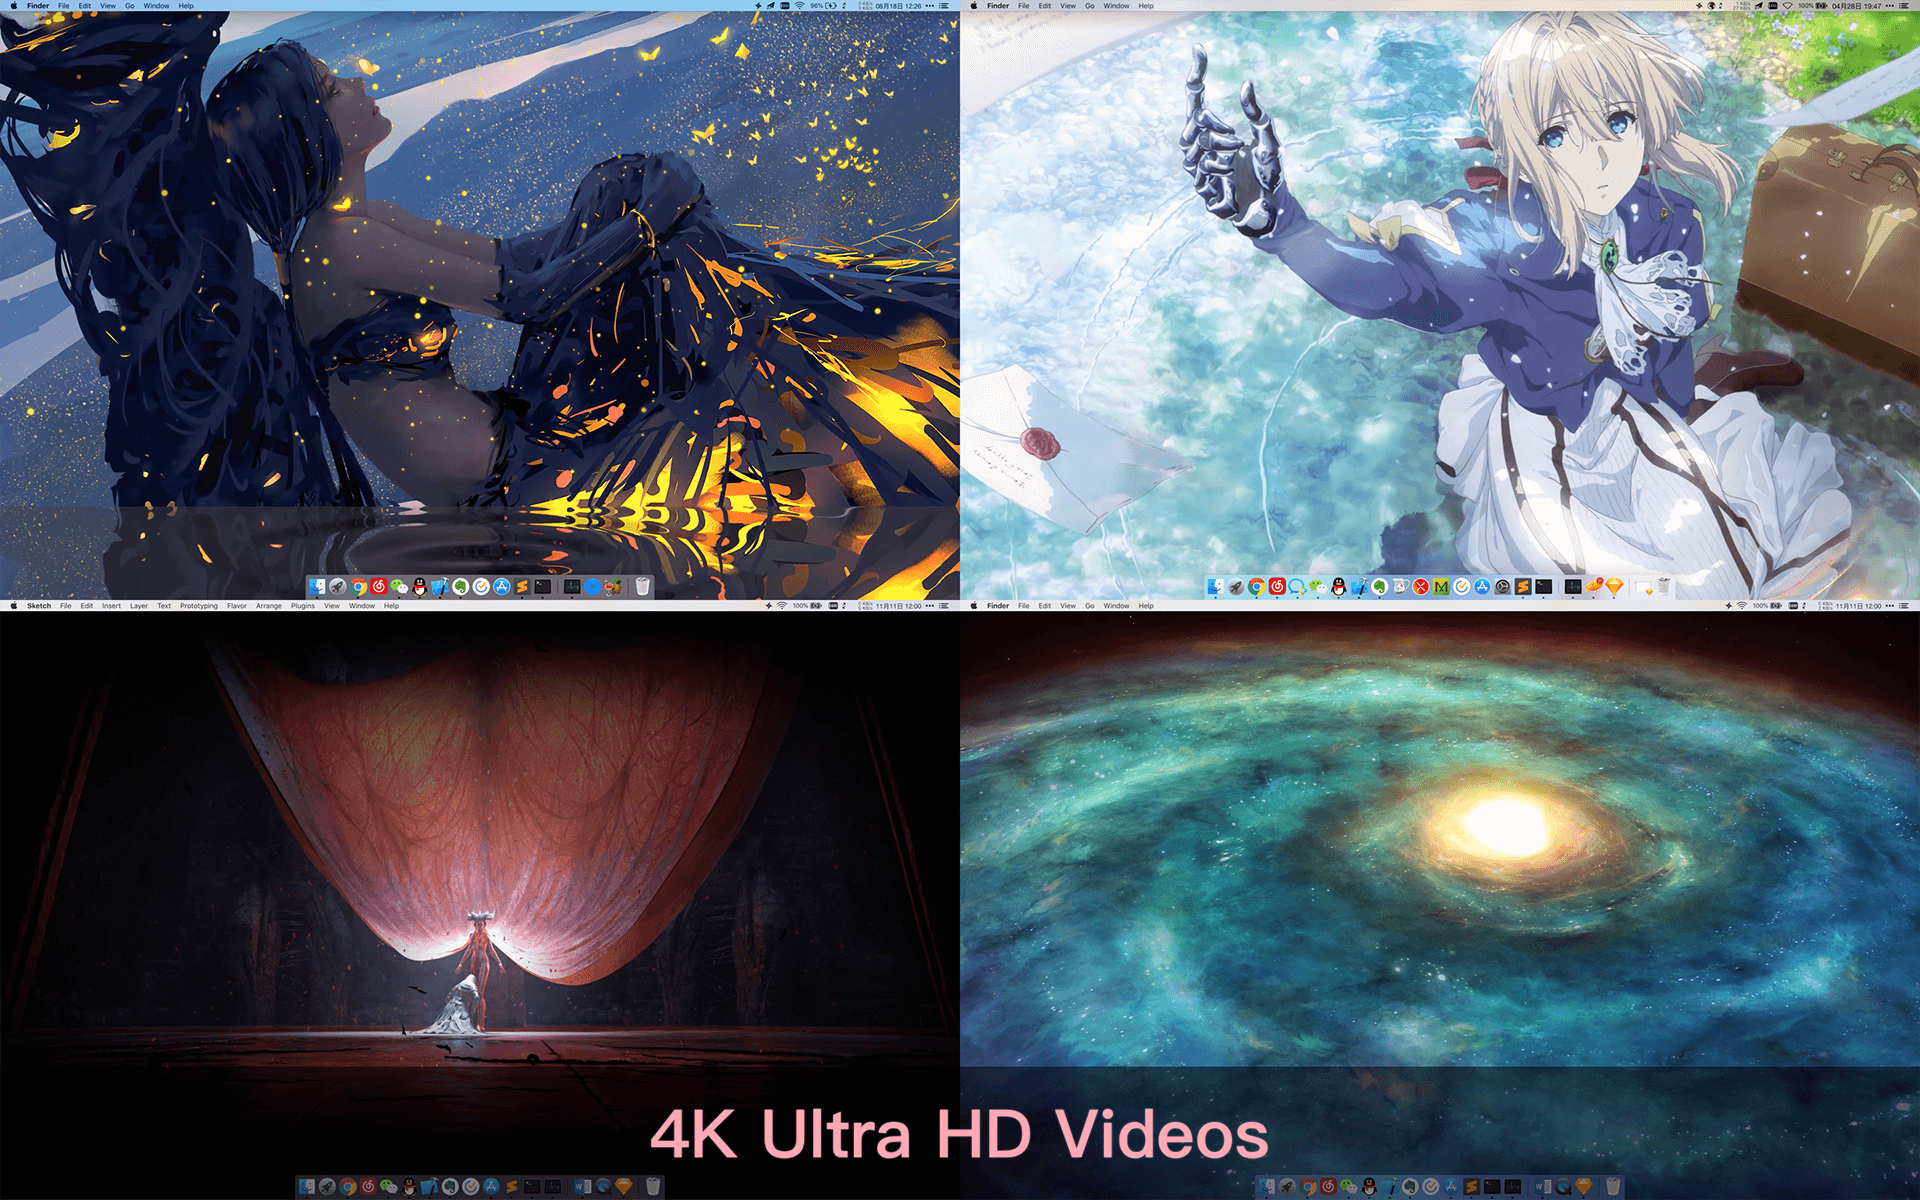 Finder File Edit View Go Window Help
96% 08月18日 12:26
Finder File Edit View Go Window Help
100% 04月28日 19:47
Sketch File Edit Insert Layer Text Prototyping Flavor Arrange Plugins View Window Help
100% 11月11日 12:00
Finder File Edit View Go Window Help
100% 11月11日 12:00
4K Ultra HD Videos